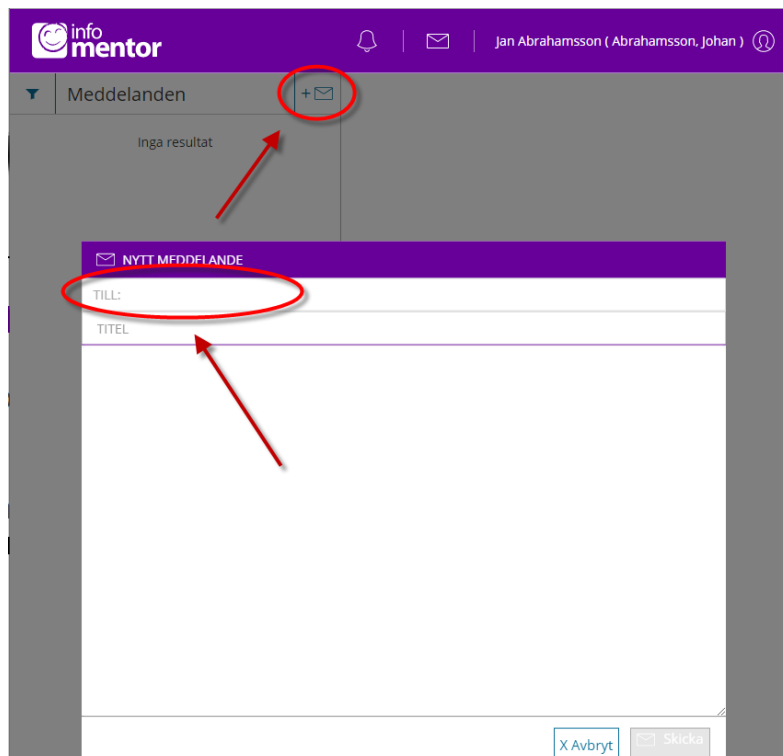 info
mentor
Jan Abrahamsson ( Abrahamsson, Johan )
Meddelanden
+
Inga resultat
NYTT MEDDELANDE
TILL:
TITEL
X Avbryt
Skicka